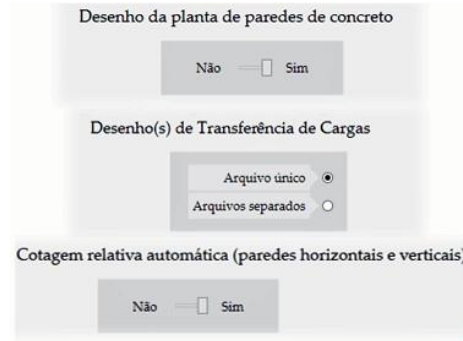 Desenho da planta de paredes de concreto
Não Sim
Desenho(s) de Transferência de Cargas
Arquivo único
Arquivos separados
Cotagem relativa automática (paredes horizontais e verticais)
Não Sim